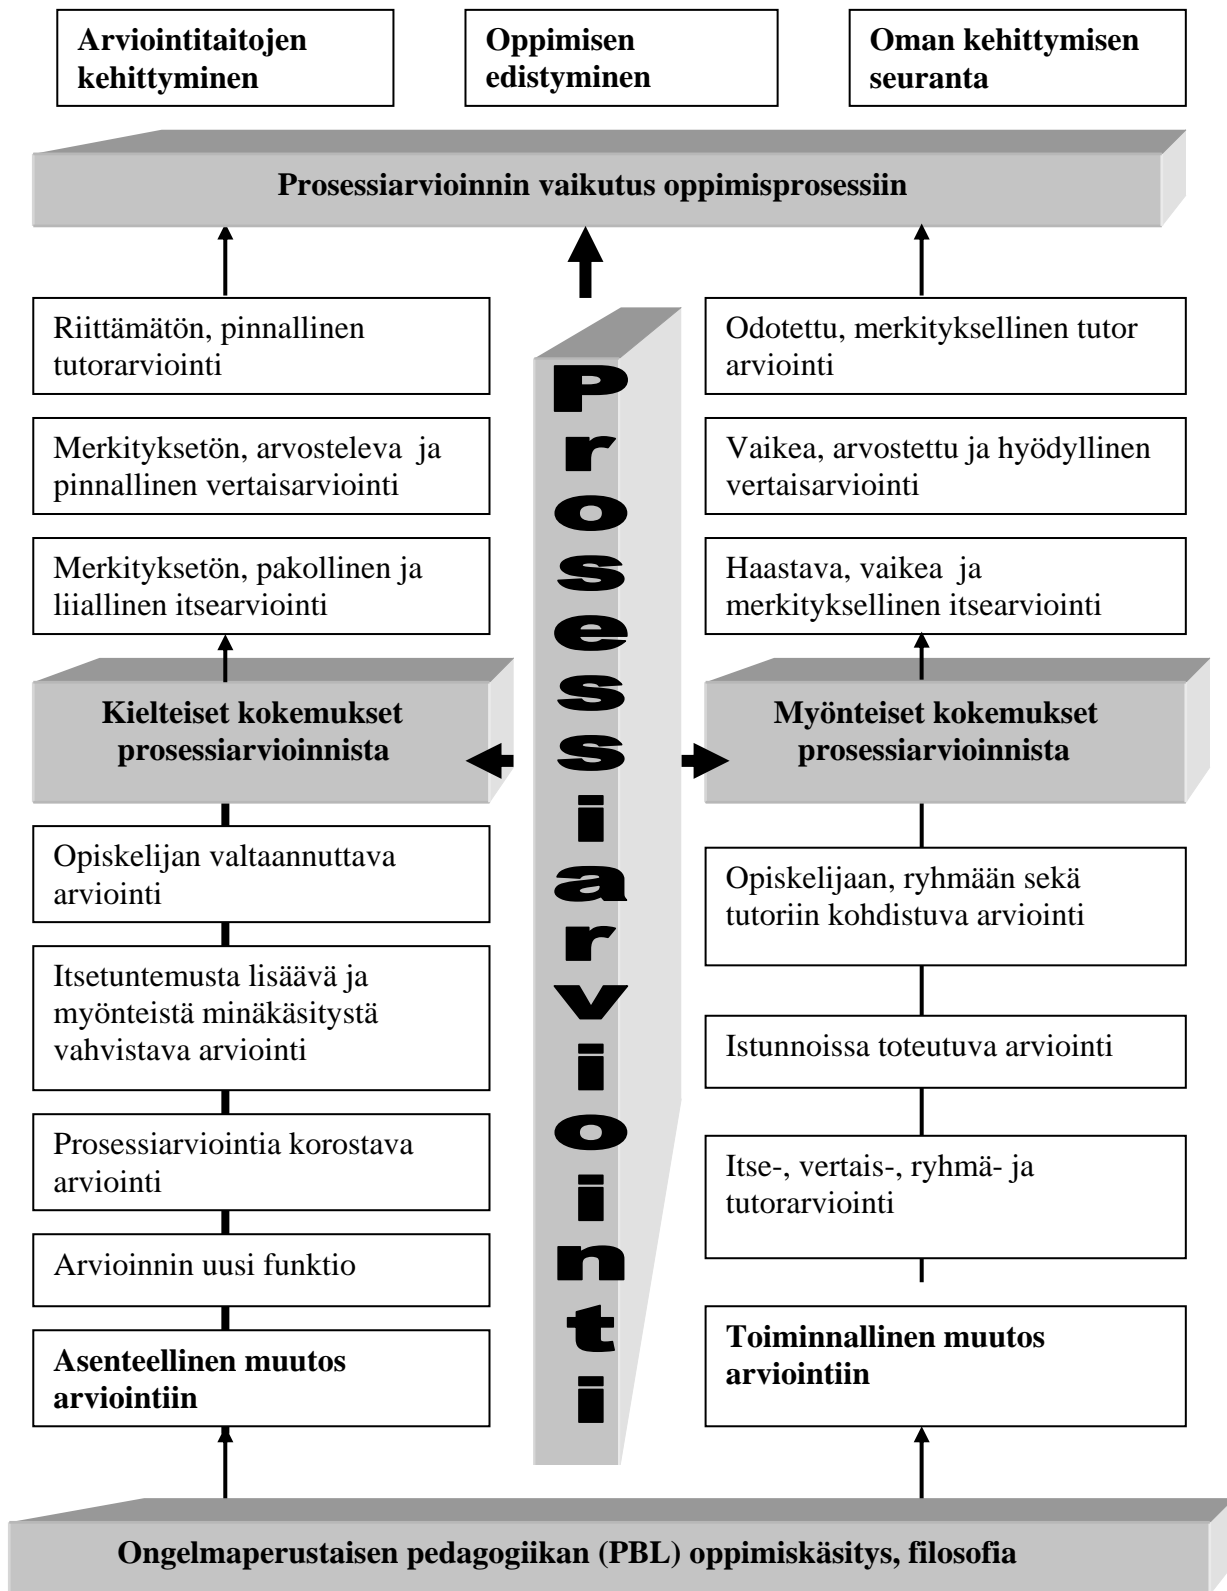 Arviointitaitojen
kehittyminen
Oppimisen
edistyminen
Oman kehittymisen
seuranta
Prosessiarvioinnin vaikutus oppimisprosessiin
Riittämätön, pinnallinen
tutorarviointi
Merkityksetön, arvosteleva ja
pinnallinen vertaisarviointi
Merkityksetön, pakollinen ja
liiallinen itsearviointi
Kielteiset kokemukset
prosessiarvioinnista
Opiskelijan valtaannuttava
arviointi
Itsetuntemusta lisäävä ja
myönteistä minäkäsitystä
vahvistava arviointi
Prosessiarviointia korostava
arviointi
Arvioinnin uusi funktio
Asenteellinen muutos
arviointiin
Prosessiarviointi
Odotettu, merkityksellinen tutor
arviointi
Vaikea, arvostettu ja hyödyllinen
vertaisarviointi
Haastava, vaikea ja
merkityksellinen itsearviointi
Myönteiset kokemukset
prosessiarvioinnista
Opiskelijaan, ryhmään sekä
tutoriin kohdistuva arviointi
Istunnoissa toteutuva arviointi
Itse-, vertais-, ryhmä- ja
tutorarviointi
Toiminnallinen muutos
arviointiin
Ongelmaperustaisen pedagogiikan (PBL) oppimiskäsitys, filosofia